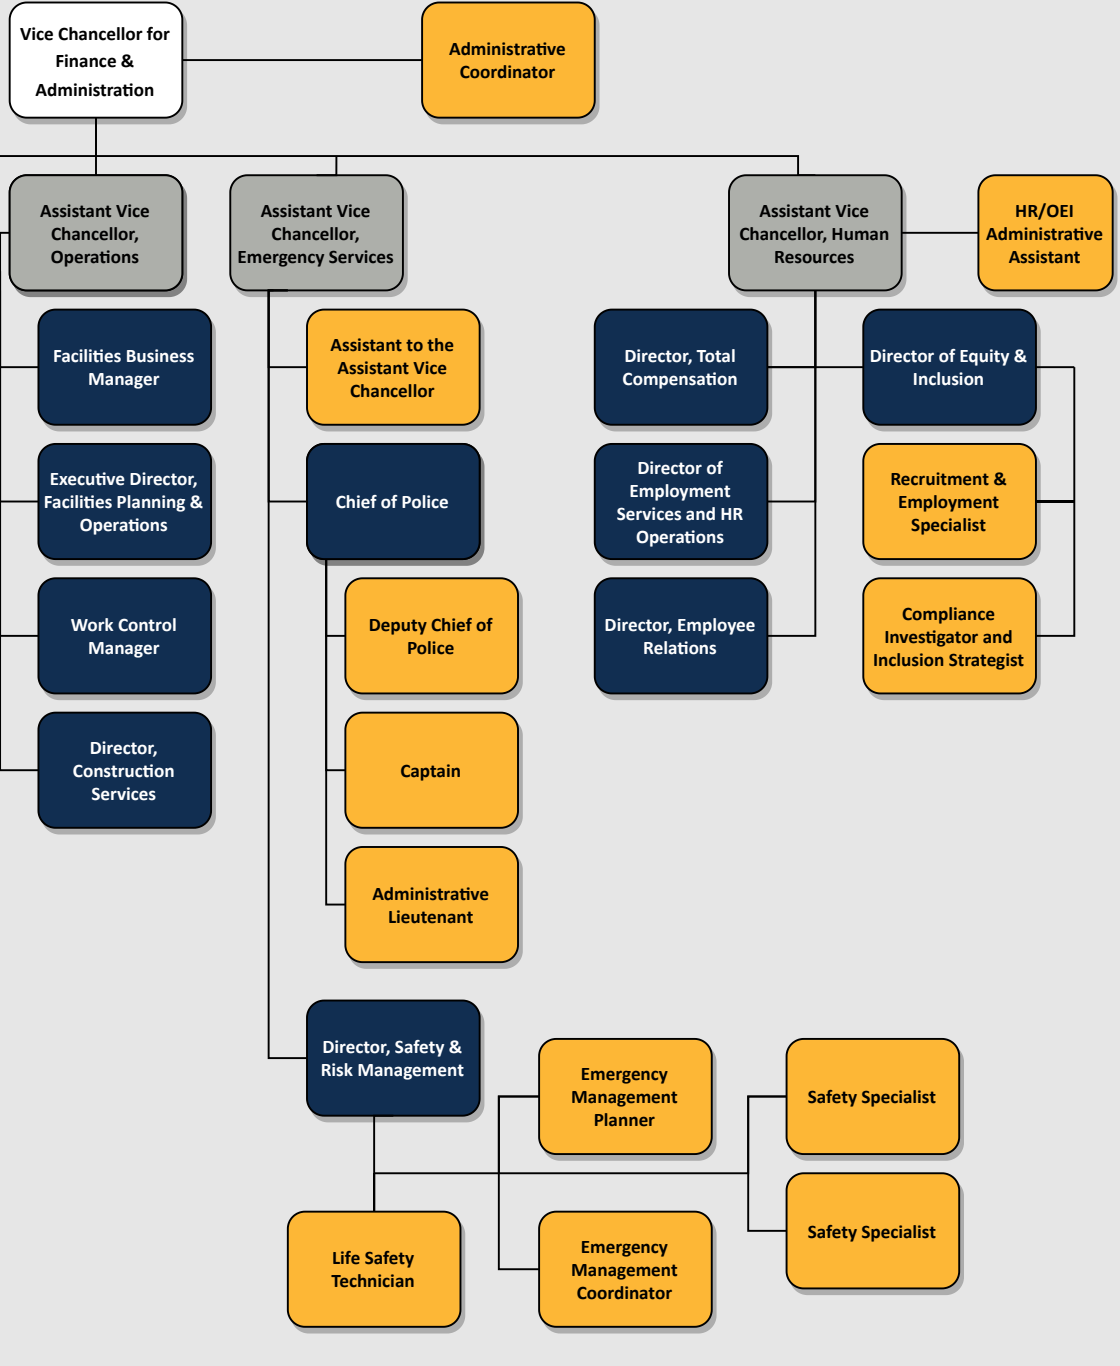 Vice Chancellor for
Finance &
Administration
Administrative
Coordinator
Assistant Vice
Chancellor,
Operations
Assistant Vice
Chancellor,
Emergency Services
Assistant Vice
Chancellor, Human
Resources
HR/OEI
Administrative
Assistant
Facilities Business
Manager
Assistant to the
Assistant Vice
Chancellor
Director, Total
Compensation
Director of Equity &
Inclusion
Executive Director,
Facilities Planning &
Operations
Chief of Police
Director of
Employment
Services and HR
Operations
Recruitment &
Employment
Specialist
Work Control
Manager
Deputy Chief of
Police
Director, Employee
Relations
Compliance
Investigator and
Inclusion Strategist
Director,
Construction
Services
Captain
Administrative
Lieutenant
Director, Safety &
Risk Management
Emergency
Management
Planner
Safety Specialist
Life Safety
Technician
Emergency
Management
Coordinator
Safety Specialist